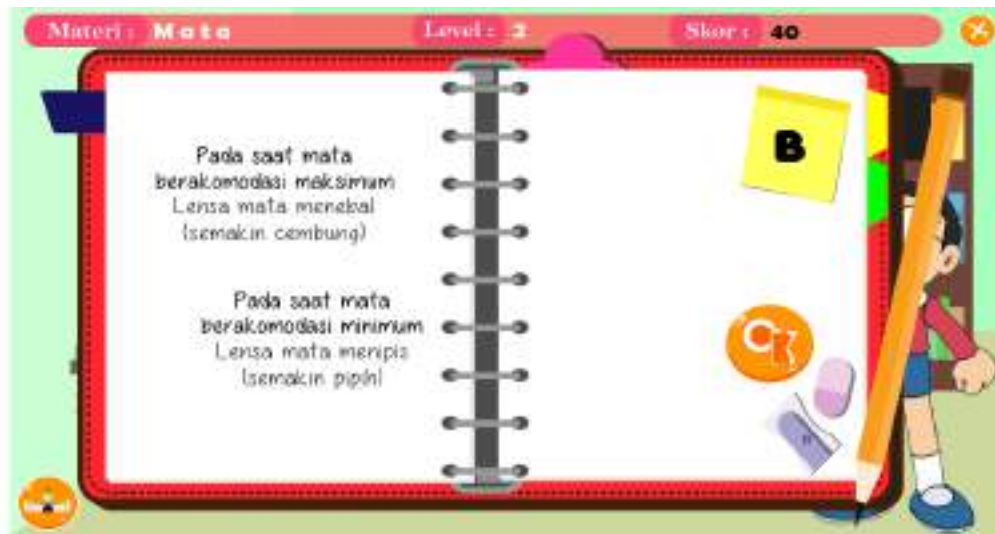 Materi : Mata Level : 2 Skor : 40
Pada saat mata
berakomodasi maksimum
Lensa mata menebal
(semakin cembung)
Pada saat mata
berakomodasi minimum
Lensa mata menipis
(semakin pipih)
B
OK